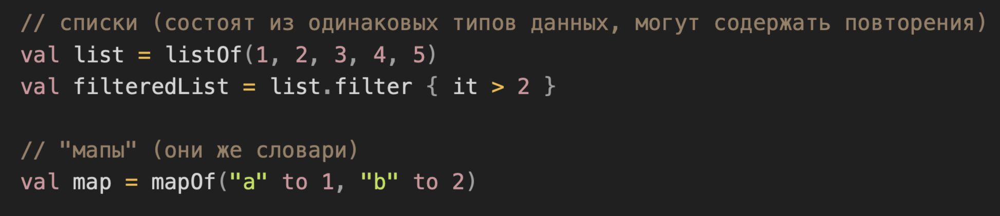 // списки (состоят из одинаковых типов данных, могут содержать повторения)
val list = listOf(1, 2, 3, 4, 5)
val filteredList = list.filter { it > 2 }
// "мапы" (они же словари)
val map = mapOf("a" to 1, "b" to 2)